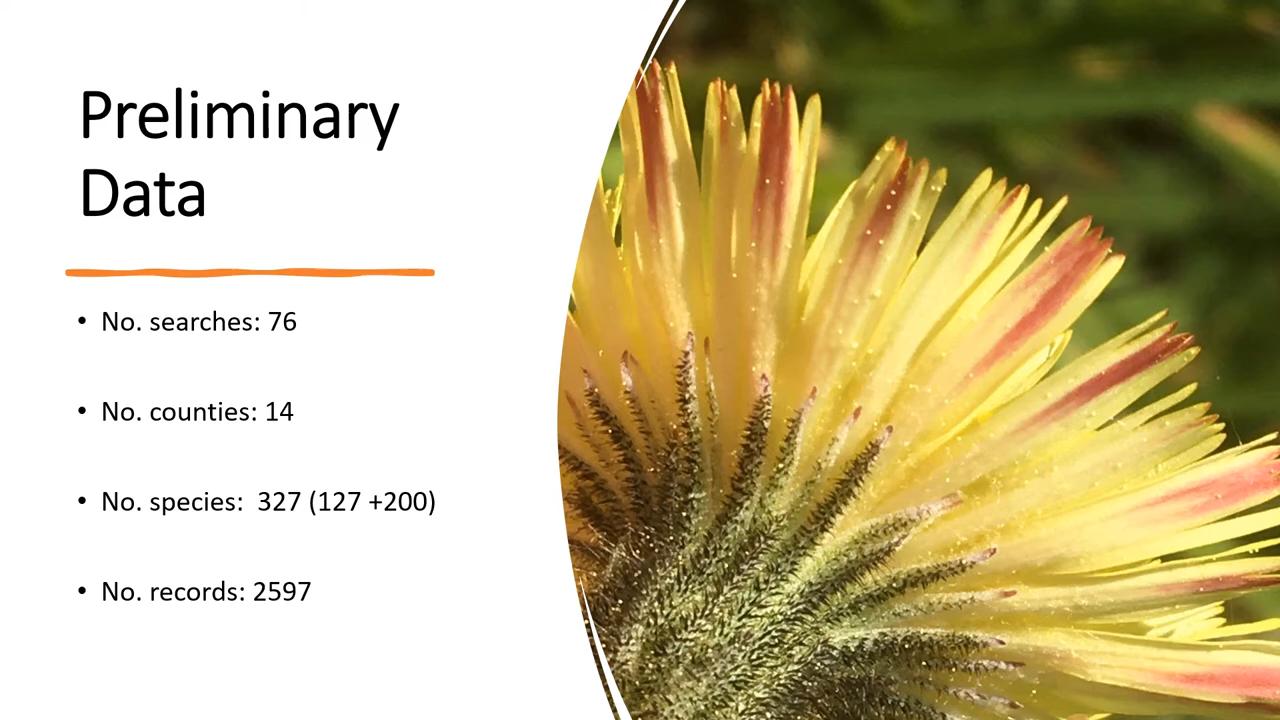 Preliminary
Data
• No. searches: 76
• No. counties: 14
• No. species:  327 (127 +200)
• No. records: 2597